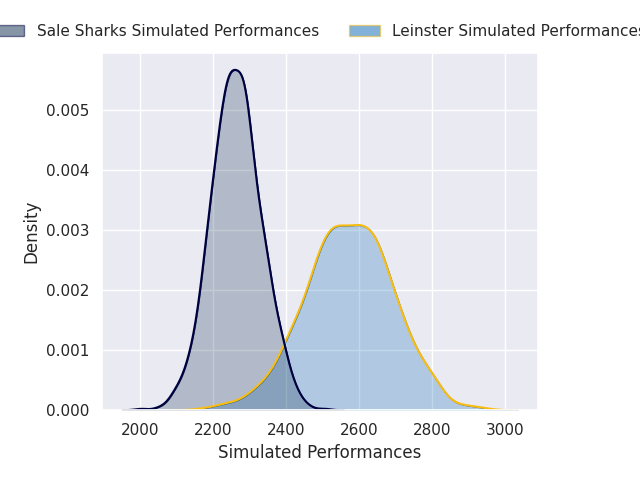 Sale Sharks Simulated Performances
Leinster Simulated Performances
0.005
0.004
0.003
0.002
0.001
0.000
Density
2000 2200 2400 2600 2800 3000
Simulated Performances